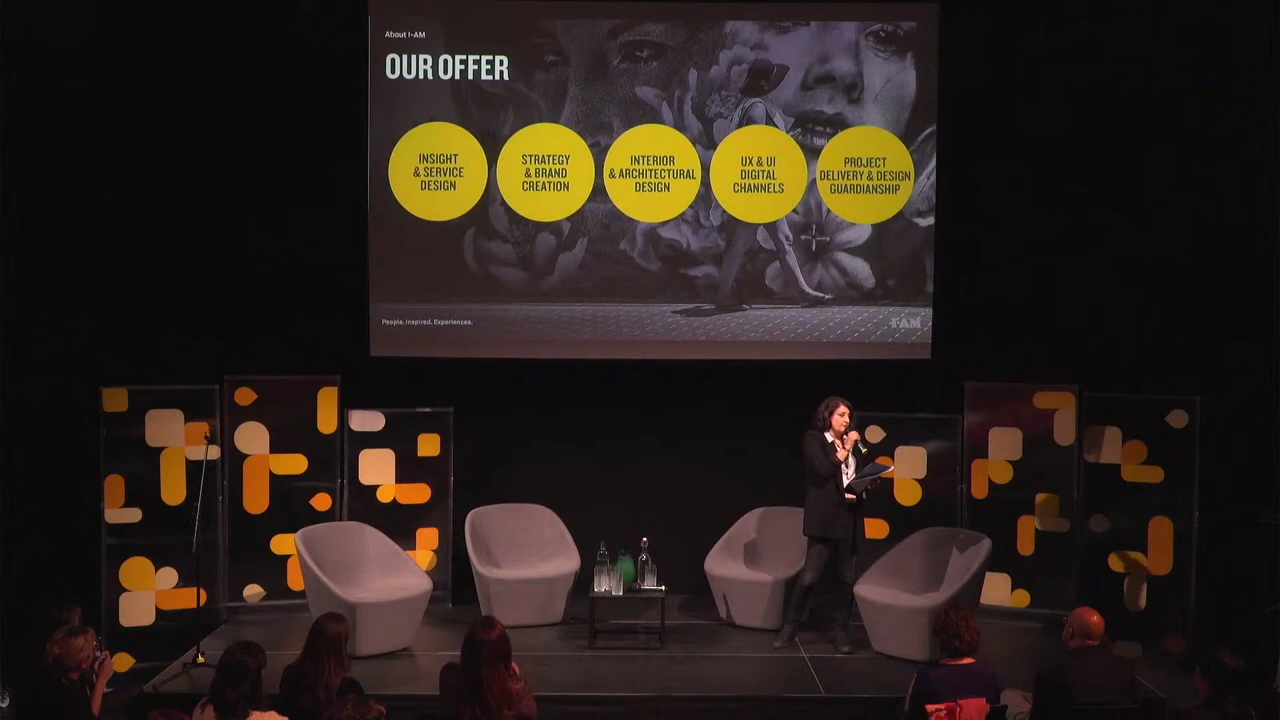 About I-AM
OUR OFFER
INSIGHT
& SERVICE
DESIGN
STRATEGY
& BRAND
CREATION
INTERIOR
& ARCHITECTURAL
DESIGN
UX & UI
DIGITAL
CHANNELS
PROJECT
DELIVERY & DESIGN
GUARDIANSHIP
People. Inspired. Experiences.
I-AM